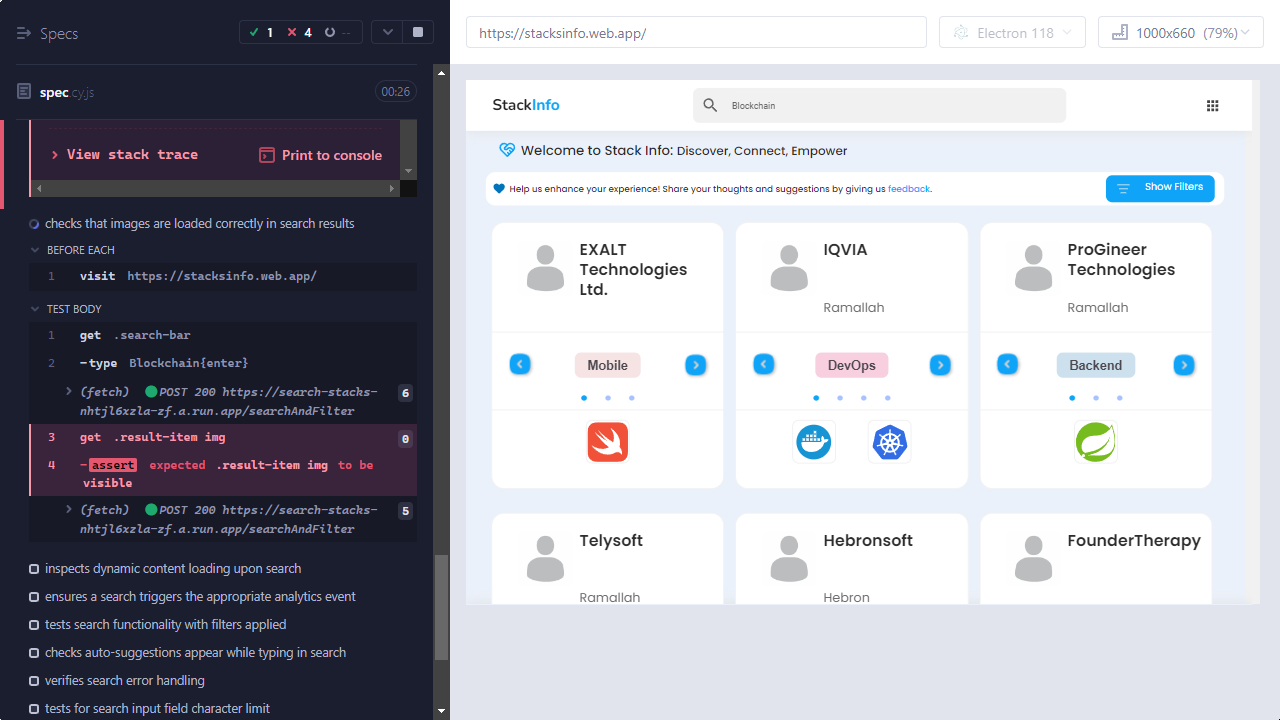 Specs
1
4
--
spec.cy.js
00:26
View stack trace
Print to console
checks that images are loaded correctly in search results
BEFORE EACH
1 visit https://stacksinfo.web.app/
TEST BODY
1 get .search-bar
2 -type Blockchain{enter}
(fetch) POST 200 https://search-stacks-
nhtjl6xzla-zf.a.run.app/searchAndFilter
6
3 get .result-item img 0
4 -assert expected .result-item img to be
visible
(fetch) POST 200 https://search-stacks-
nhtjl6xzla-zf.a.run.app/searchAndFilter
5
inspects dynamic content loading upon search
ensures a search triggers the appropriate analytics event
tests search functionality with filters applied
checks auto-suggestions appear while typing in search
verifies search error handling
tests for search input field character limit
https://stacksinfo.web.app/
Electron 118
1000x660 (79%)
StackInfo
Blockchain
Welcome to Stack Info: Discover, Connect, Empower
Help us enhance your experience! Share your thoughts and suggestions by giving us feedback.
Show Filters
EXALT
Technologies
Ltd.
Mobile
IQVIA
Ramallah
DevOps
ProGineer
Technologies
Ramallah
Backend
Telysoft
Ramallah
Hebronsoft
Hebron
FounderTherapy